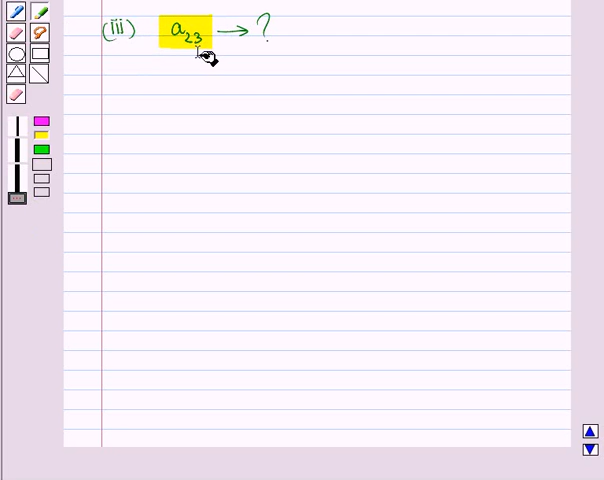 (iii) a₂₃ → ?